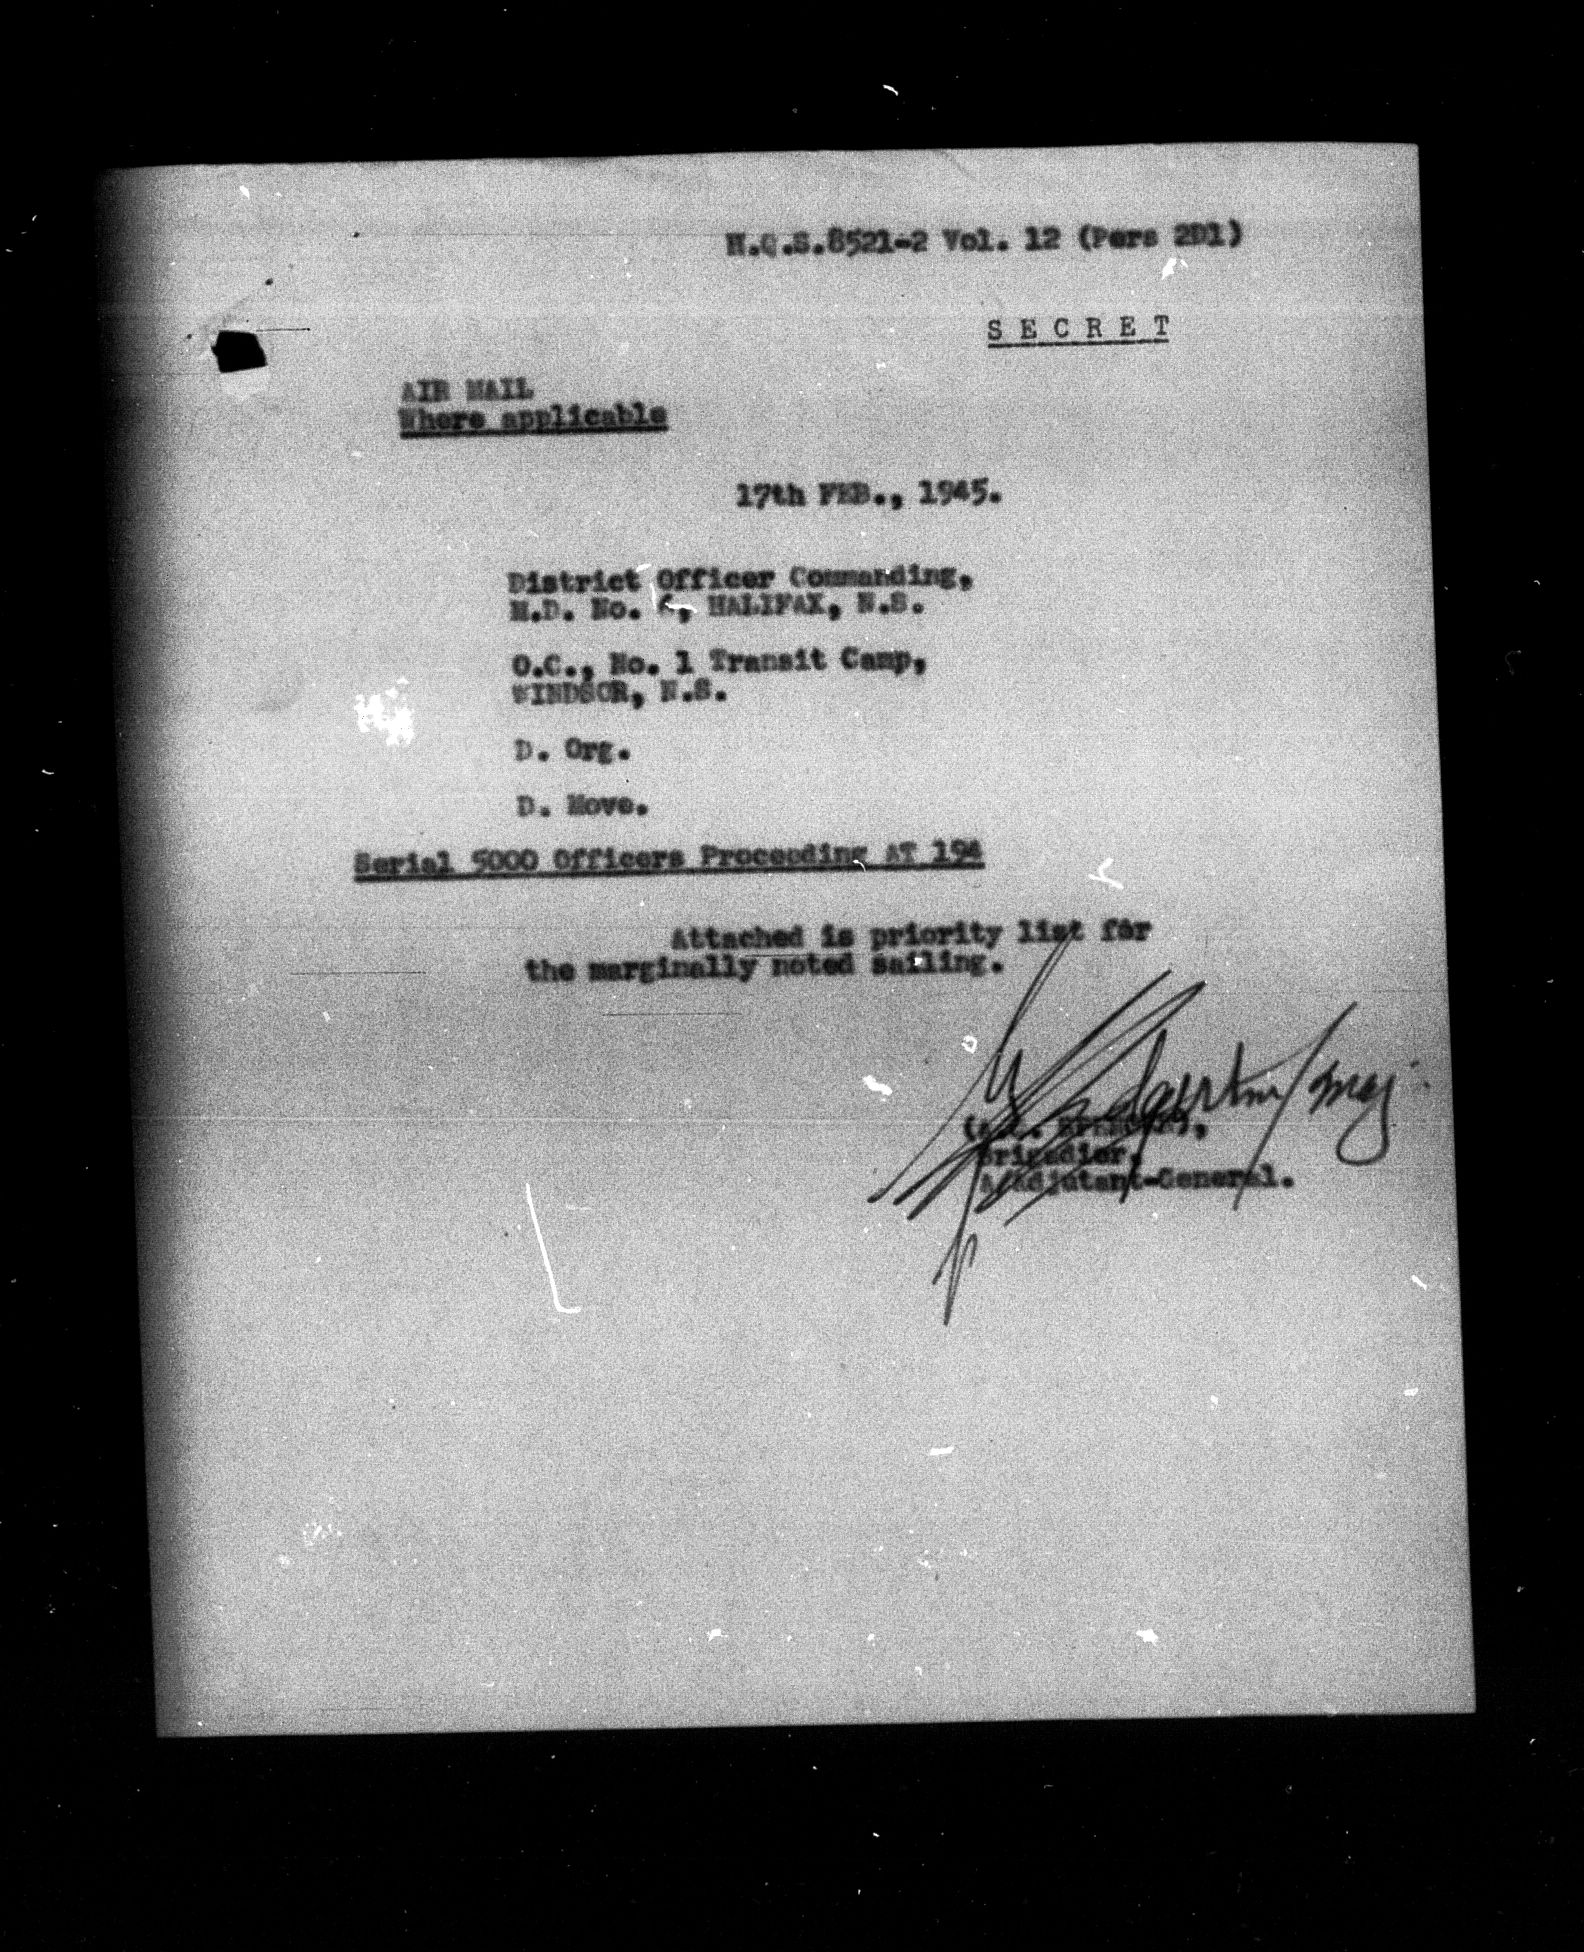 H.Q.S.8521-2 Vol. 12 (Pers 2D1)
S E C R E T
AIR MAIL
Where applicable
17th FEB., 1945.
District Officer Commanding,
M.D. No. 6, HALIFAX, N.S.
O.C., No. 1 Transit Camp,
WINDSOR, N.S.
D. Org.
D. Move.
Serial 5000 Officers Proceeding AT 194
Attached is priority list for
the marginally noted sailing.
Brigadier,
A/Adjutant-General.